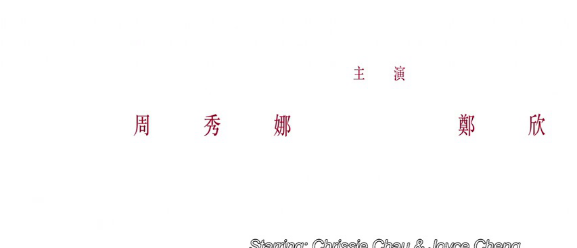 主 演
周 秀 娜 鄭 欣
Starring: Chrissie Chau & Joyce Cheng